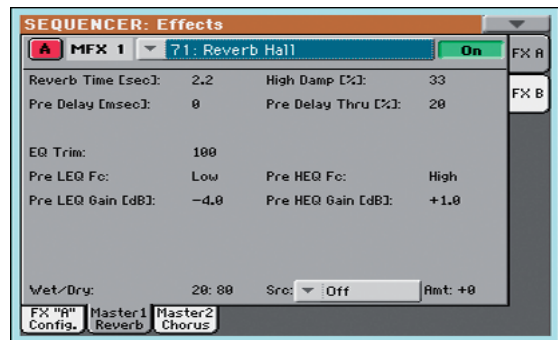 SEQUENCER: Effects
A MFX 1 71: Reverb Hall On FX A
Reverb Time [sec]: 2.2 High Damp [%]: 33
FX B
Pre Delay [msec]: 0 Pre Delay Thru [%]: 20
EQ Trim: 100
Pre LEQ Fc: Low Pre HEQ Fc: High
Pre LEQ Gain [dB]: -4.0 Pre HEQ Gain [dB]: +1.0
Wet/Dry: 20: 80 Src: Off Amt: +0
FX "A" Config. Master1 Reverb Master2 Chorus